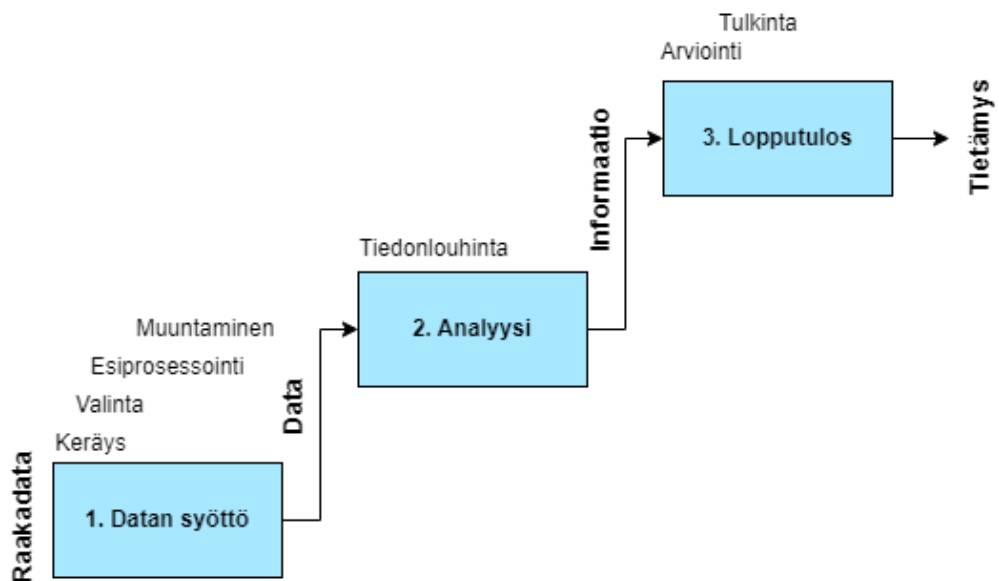 Tulkinta
Arviointi
3. Lopputulos
Tietämys
Informaatio
Tiedonlouhinta
2. Analyysi
Muuntaminen
Esiprosessointi
Valinta
Keräys
Data
1. Datan syöttö
Raakadata